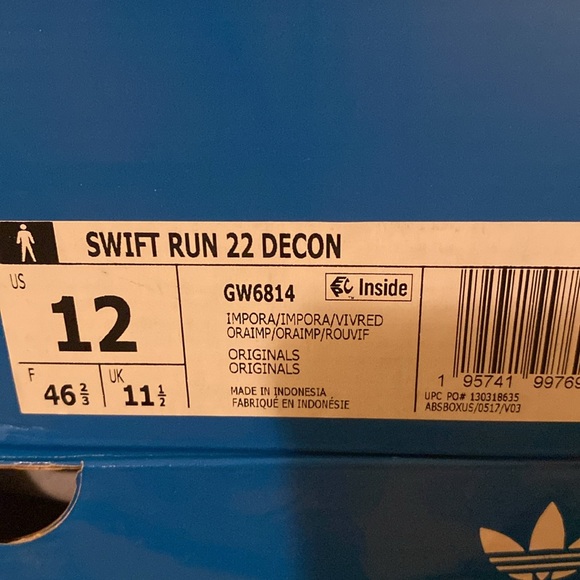 SWIFT RUN 22 DECON
US
12
F
46 2/3
UK
11 1/2
GW6814
EC Inside
IMPORA/IMPORA/VIVRED
ORAIMP/ORAIMP/ROUVIF
ORIGINALS
ORIGINALS
MADE IN INDONESIA
FABRIQUÉ EN INDONÉSIE
1 95741 99769
UPC PO# 130318635
ABSBOXUS/0517/V03